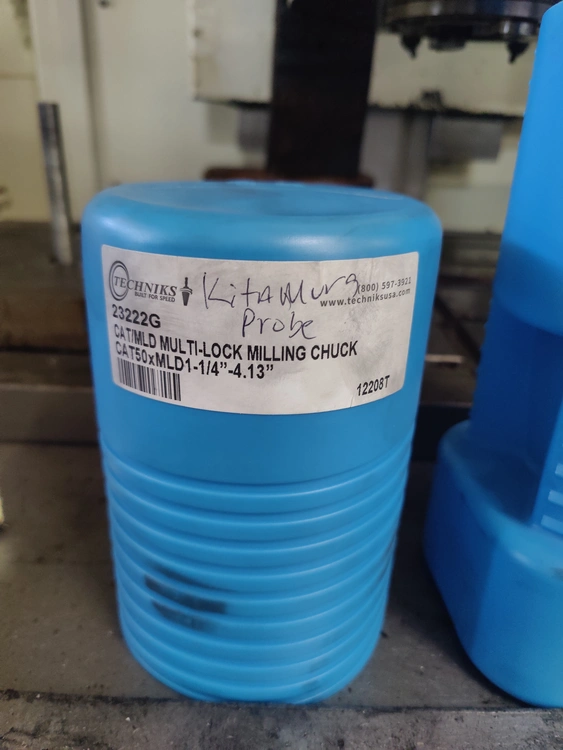 TECHNIKS
BUILT FOR SPEED
Kitamura
Probe
(800) 597-3921
www.techniksusa.com
23222G
CAT/MLD MULTI-LOCK MILLING CHUCK
CAT50xMLD1-1/4”-4.13”
12208T